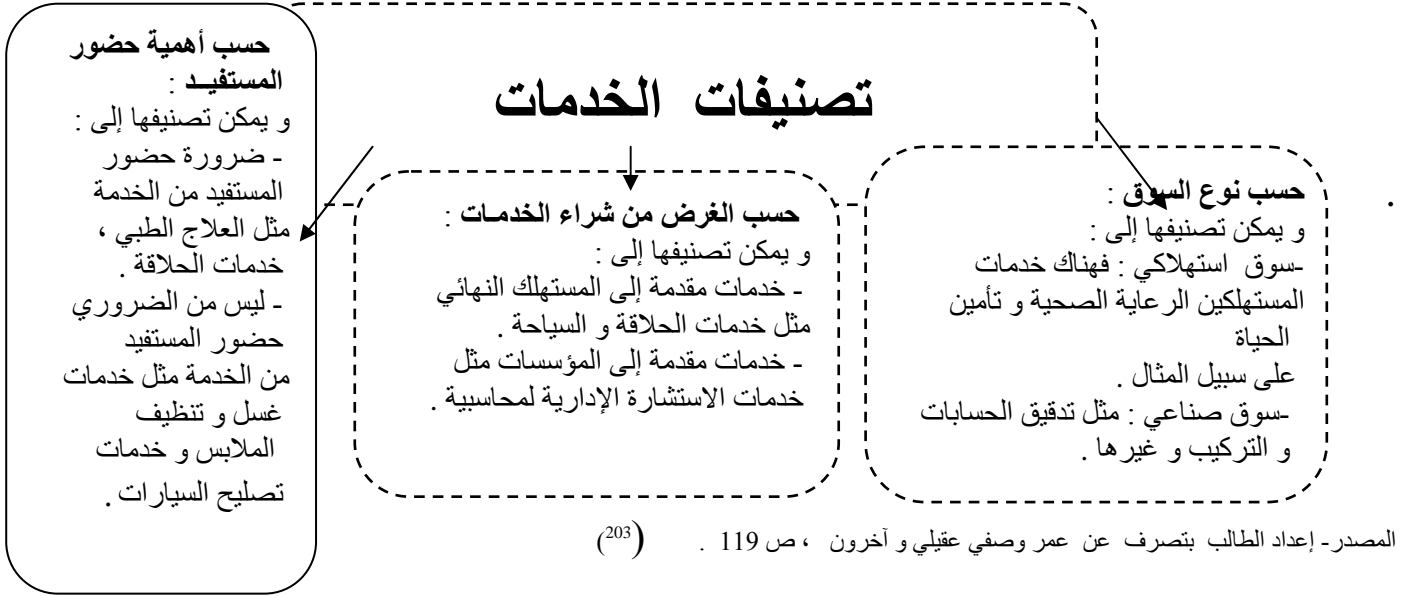 تصنيفات الخدمات
حسب نوع السوق :
و يمكن تصنيفها إلى :
-سوق استهلاكي : فهناك خدمات
المستهلكين الرعاية الصحية و تأمين
الحياة
على سبيل المثال .
-سوق صناعي : مثل تدقيق الحسابات
و التركيب و غيرها .
.
حسب الغرض من شراء الخدمـات :
و يمكن تصنيفها إلى :
- خدمات مقدمة إلى المستهلك النهائي
مثل خدمات الحلاقة و السياحة .
- خدمات مقدمة إلى المؤسسات مثل
خدمات الاستشارة الإدارية لمحاسبية .
حسب أهمية حضور
المستفيــد :
و يمكن تصنيفها إلى :
- ضرورة حضور
المستفيد من الخدمة
مثل العلاج الطبي ،
خدمات الحلاقة .
- ليس من الضروري
حضور المستفيد
من الخدمة مثل خدمات
غسل و تنظيف
الملابس و خدمات
تصليح السيارات .
المصدر- إعداد الطالب بتصرف عن عمر وصفي عقيلي و آخرون ، ص 119 . (203)